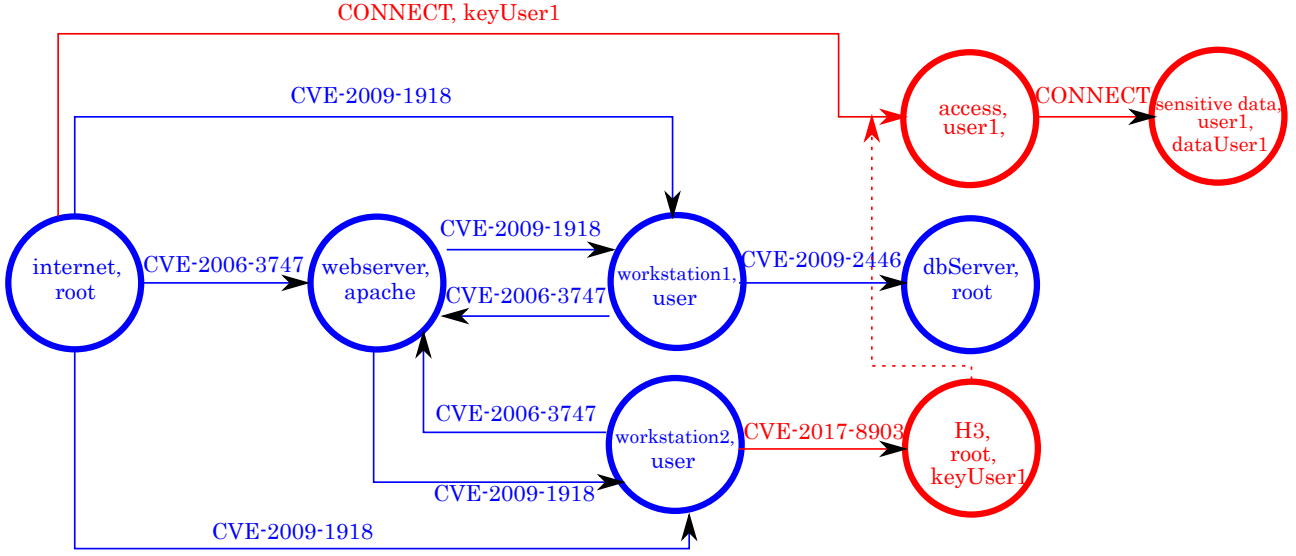 CONNECT, keyUser1
CVE-2009-1918
access,
user1,
CONNECT
sensitive data,
user1,
dataUser1
internet,
root
CVE-2006-3747
webserver,
apache
CVE-2009-1918
CVE-2006-3747
workstation1,
user
CVE-2009-2446
dbServer,
root
CVE-2006-3747
CVE-2009-1918
workstation2,
user
CVE-2017-8903
H3,
root,
keyUser1
CVE-2009-1918